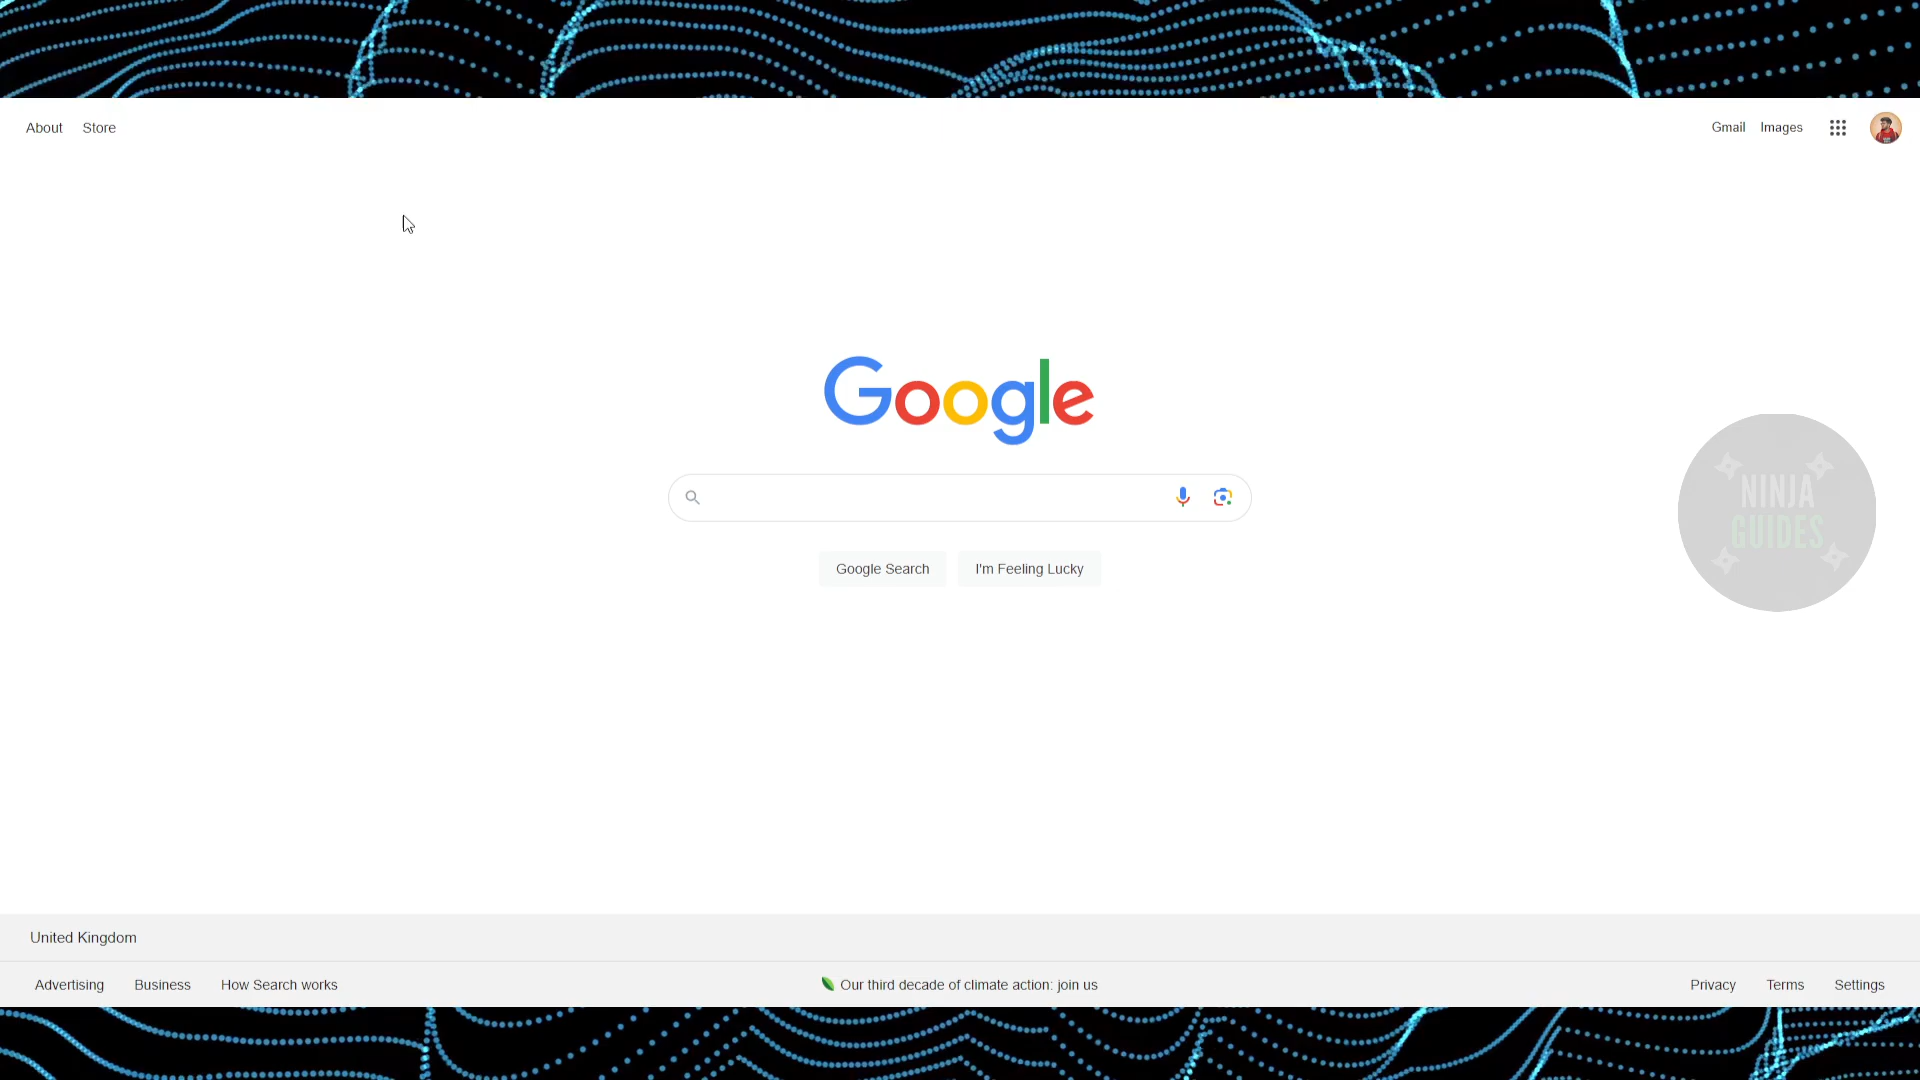 About Store
Gmail Images
Google
NINJA
GUIDES
Google Search I'm Feeling Lucky
United Kingdom
Advertising Business How Search works
Our third decade of climate action: join us
Privacy Terms Settings